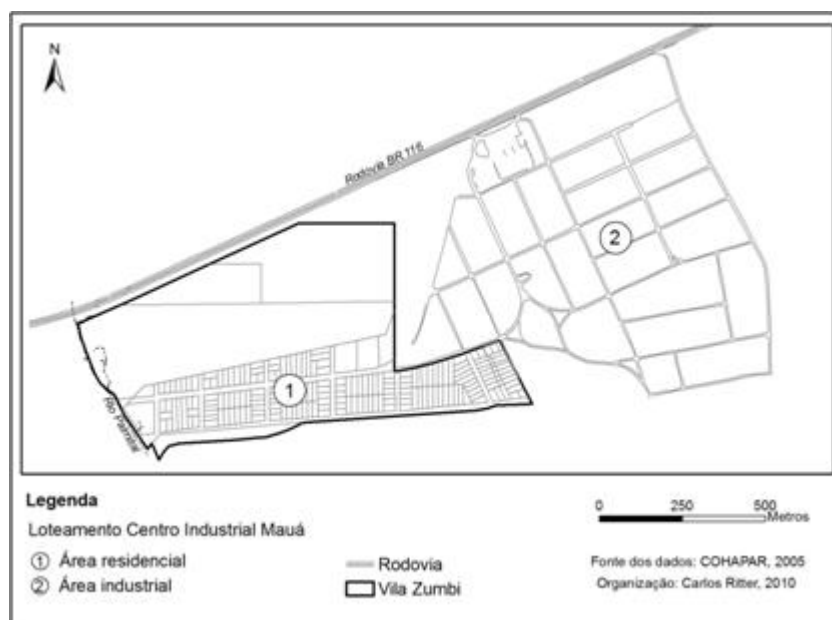 N
Rodovia BR 116
2
1
Rio Palmital
Legenda
Loteamento Centro Industrial Mauá
1 Área residencial
2 Área industrial
Rodovia
Vila Zumbi
0 250 500
Metros
Fonte dos dados: COHAPAR, 2005
Organização: Carlos Ritter, 2010